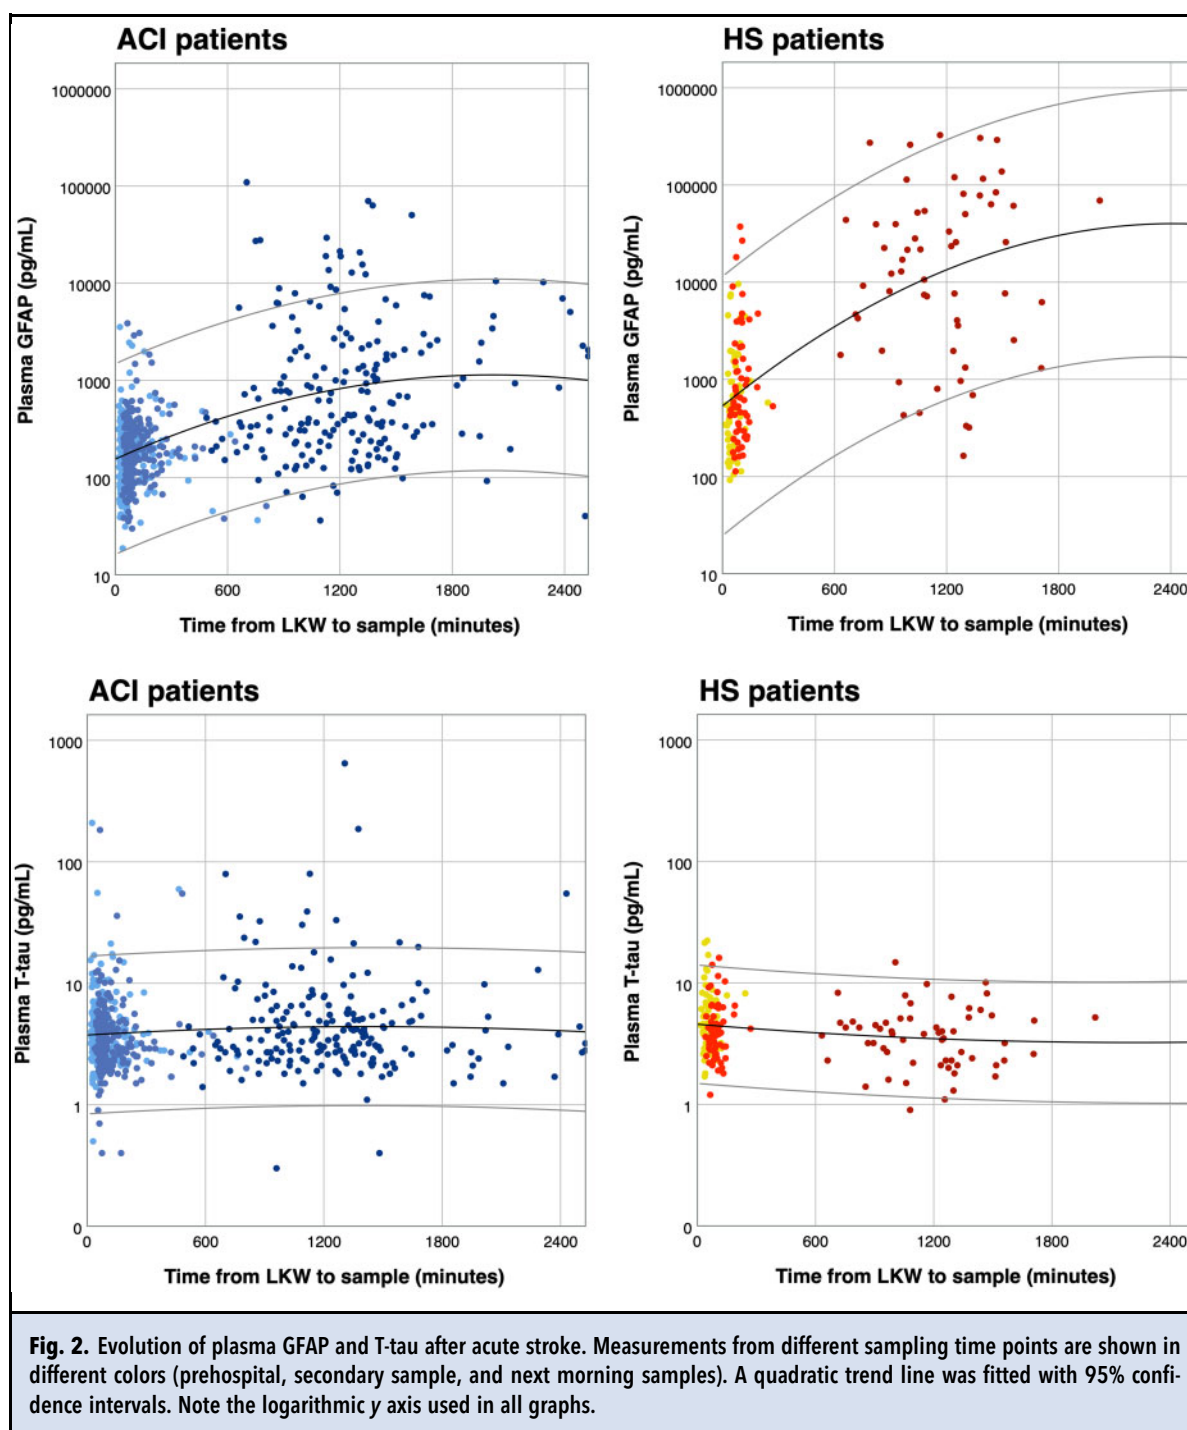 ACI patients
1000000
100000
10000
1000
100
10
Plasma GFAP (pg/mL)
0
600
1200
1800
2400
Time from LKW to sample (minutes)
HS patients
1000000
100000
10000
1000
100
10
Plasma GFAP (pg/mL)
0
600
1200
1800
2400
Time from LKW to sample (minutes)
ACI patients
1000
100
10
1
0
Plasma T-tau (pg/mL)
0
600
1200
1800
2400
Time from LKW to sample (minutes)
HS patients
1000
100
10
1
0
Plasma T-tau (pg/mL)
0
600
1200
1800
2400
Time from LKW to sample (minutes)
Fig. 2. Evolution of plasma GFAP and T-tau after acute stroke. Measurements from different sampling time points are shown in
different colors (prehospital, secondary sample, and next morning samples). A quadratic trend line was fitted with 95% confi-
dence intervals. Note the logarithmic y axis used in all graphs.